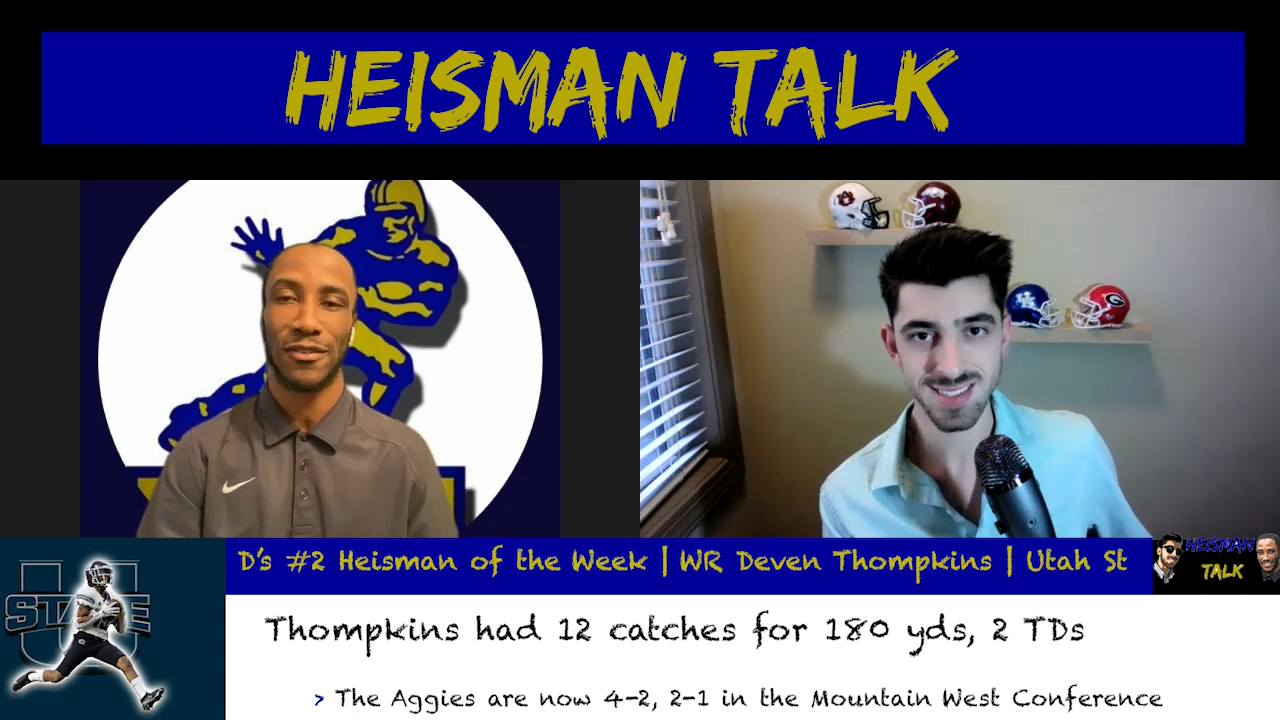 HEISMAN TALK
D's #2 Heisman of the Week | WR Deven Thompkins | Utah St
HEISMAN
TALK
STATE
Thompkins had 12 catches for 180 yds, 2 TDs
> The Aggies are now 4-2, 2-1 in the Mountain West Conference